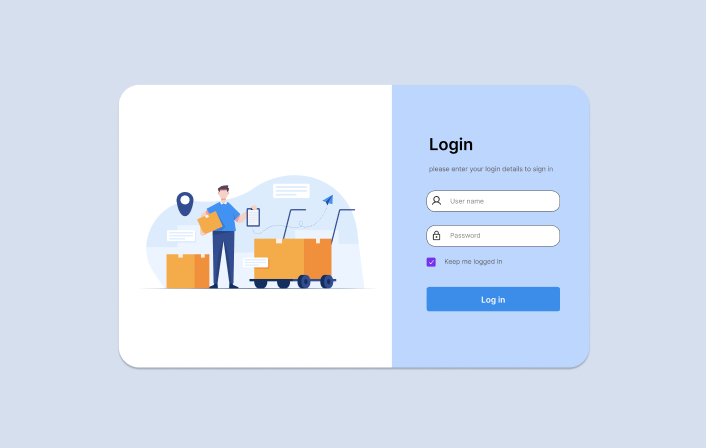 Login
please enter your login details to sign in
User name
Password
Keep me logged in
Log in